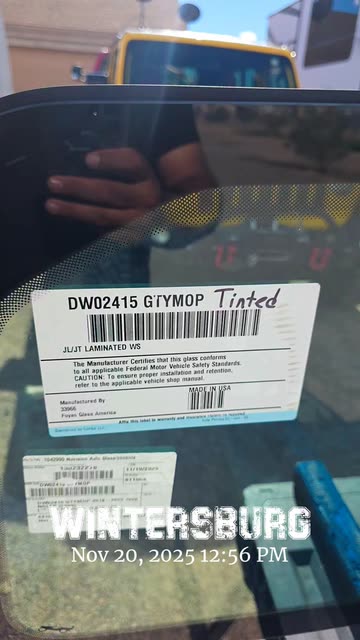 DW02415 GTYMOP Tinted
JL/JT LAMINATED WS
The Manufacturer Certifies that this glass conforms
to all applicable Federal Motor Vehicle Safety Standards.
CAUTION: To ensure proper installation and retention,
refer to the applicable vehicle shop manual.
MADE IN USA
Manufactured By
33966
Fuyao Glass America
Affix this label to warranty and insurance copies is required
WINTERSBURG
Nov 20, 2025 12:56 PM